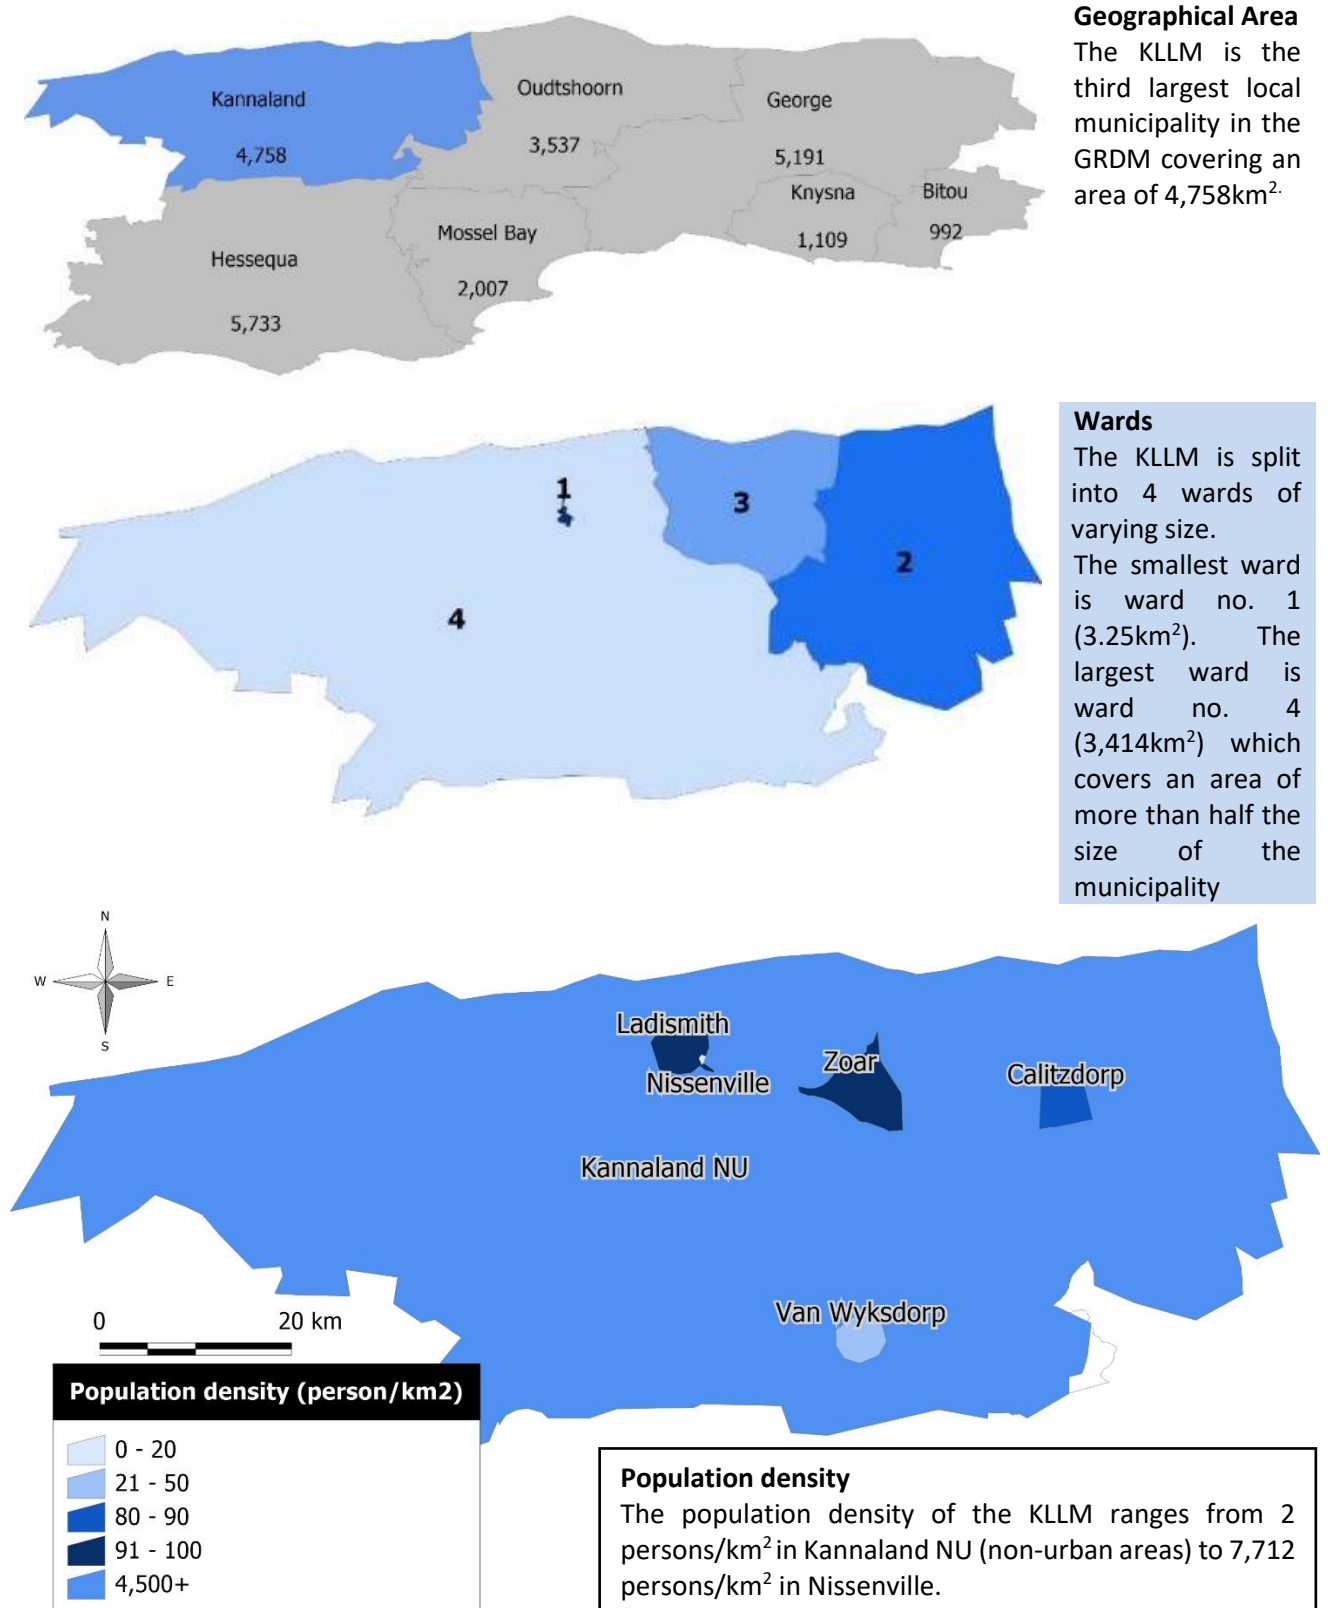 Geographical Area
The KLLM is the
third largest local
municipality in the
GRDM covering an
area of 4,758km².
Kannaland
4,758
Oudtshoorn
3,537
George
5,191
Knysna
1,109
Bitou
992
Mossel Bay
2,007
Hessequa
5,733
Wards
The KLLM is split
into 4 wards of
varying size.
The smallest ward
is ward no. 1
(3.25km²). The
largest ward is
ward no. 4
(3,414km²) which
covers an area of
more than half the
size of the
municipality
1
3
2
4
N
W E
S
Ladismith
Nissenville
Zoar
Calitzdorp
Kannaland NU
Van Wyksdorp
0 20 km
Population density (person/km2)
0 - 20
21 - 50
80 - 90
91 - 100
4,500+
Population density
The population density of the KLLM ranges from 2
persons/km² in Kannaland NU (non-urban areas) to 7,712
persons/km² in Nissenville.